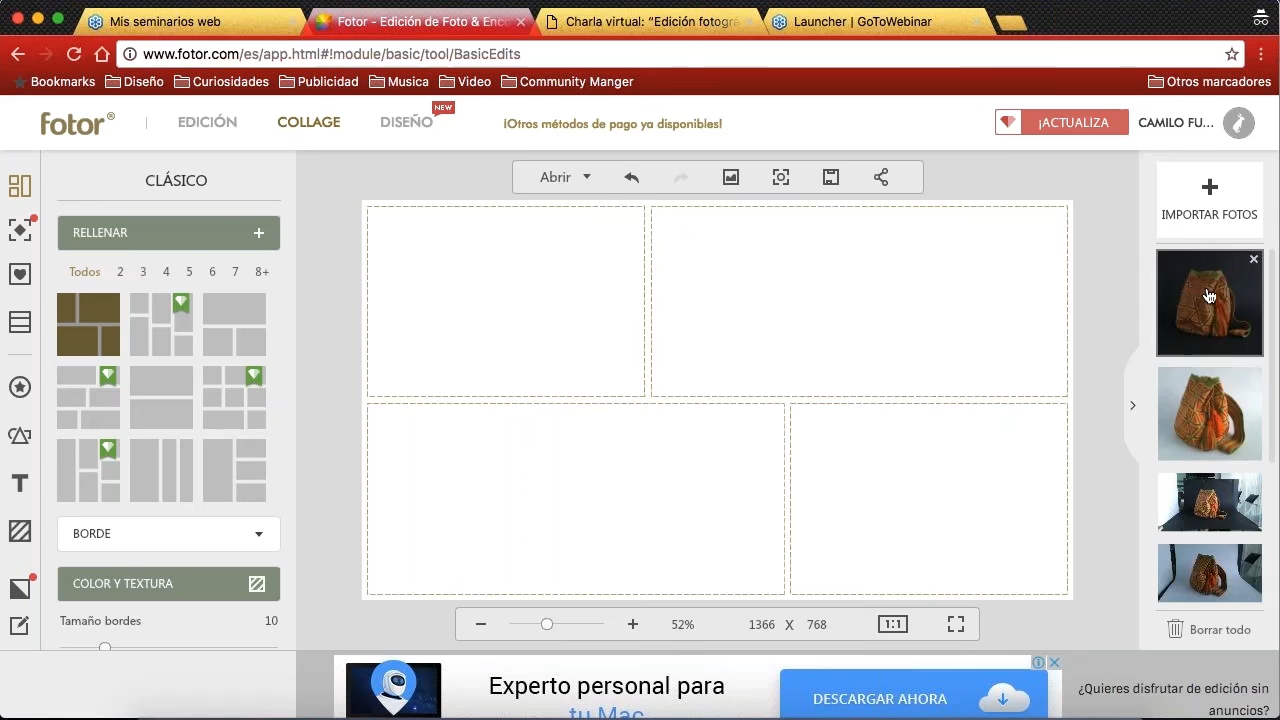 Mis seminarios web
Fotor - Edición de Foto & Enco
Charla virtual: "Edición fotográ
Launcher | GoToWebinar
www.fotor.com/es/app.html#!module/basic/tool/BasicEdits
Bookmarks
Diseño
Curiosidades
Publicidad
Musica
Video
Community Manger
Otros marcadores
fotor®
EDICIÓN
COLLAGE
DISEÑO
NEW
¡Otros métodos de pago ya disponibles!
¡ACTUALIZA
CAMILO FU...
CLÁSICO
Abrir
IMPORTAR FOTOS
RELLENAR +
Todos 2 3 4 5 6 7 8+
BORDE
COLOR Y TEXTURA
Tamaño bordes 10
52%
1366 X 768
1:1
Borrar todo
Experto personal para
tu Mac
DESCARGAR AHORA
¿Quieres disfrutar de edición sin
anuncios?